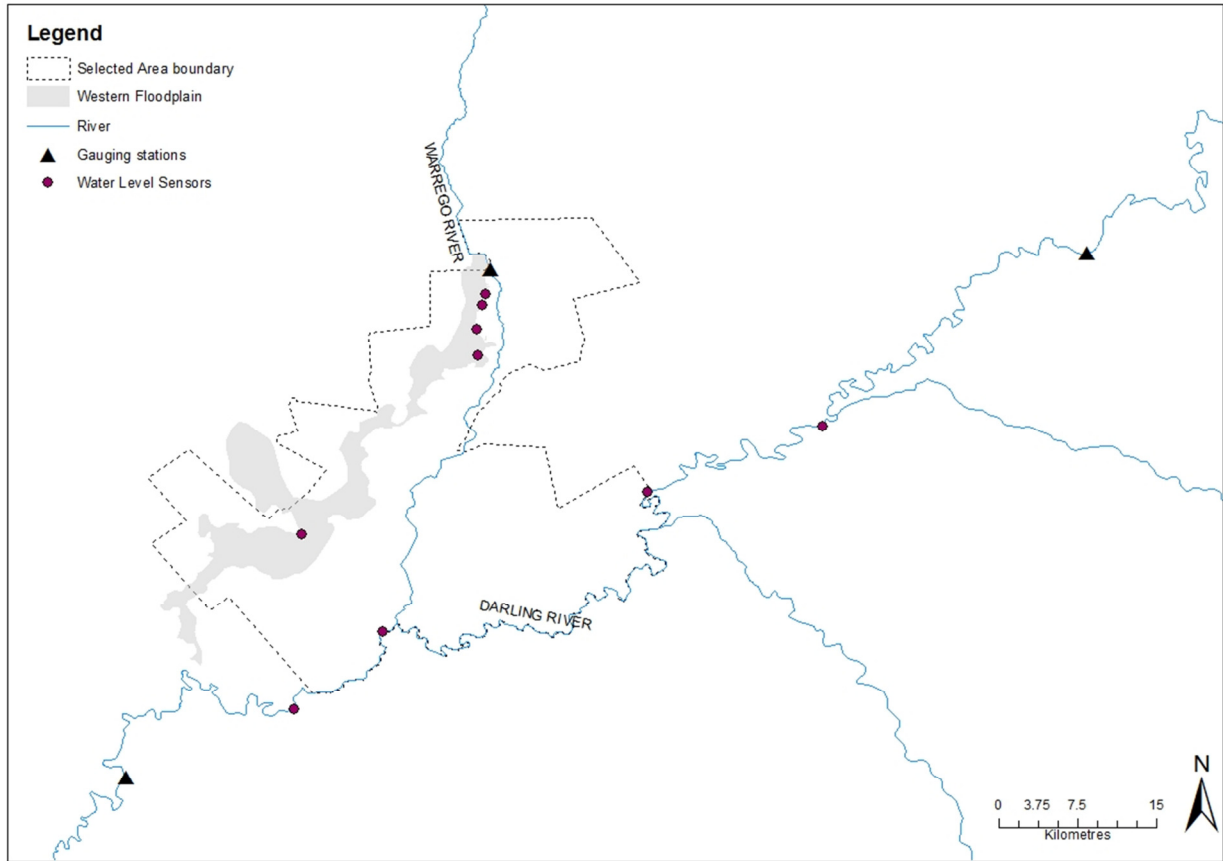 Legend
Selected Area boundary
Western Floodplain
River
Gauging stations
Water Level Sensors
WARREGO RIVER
DARLING RIVER
N
0 3.75 7.5 15
Kilometres